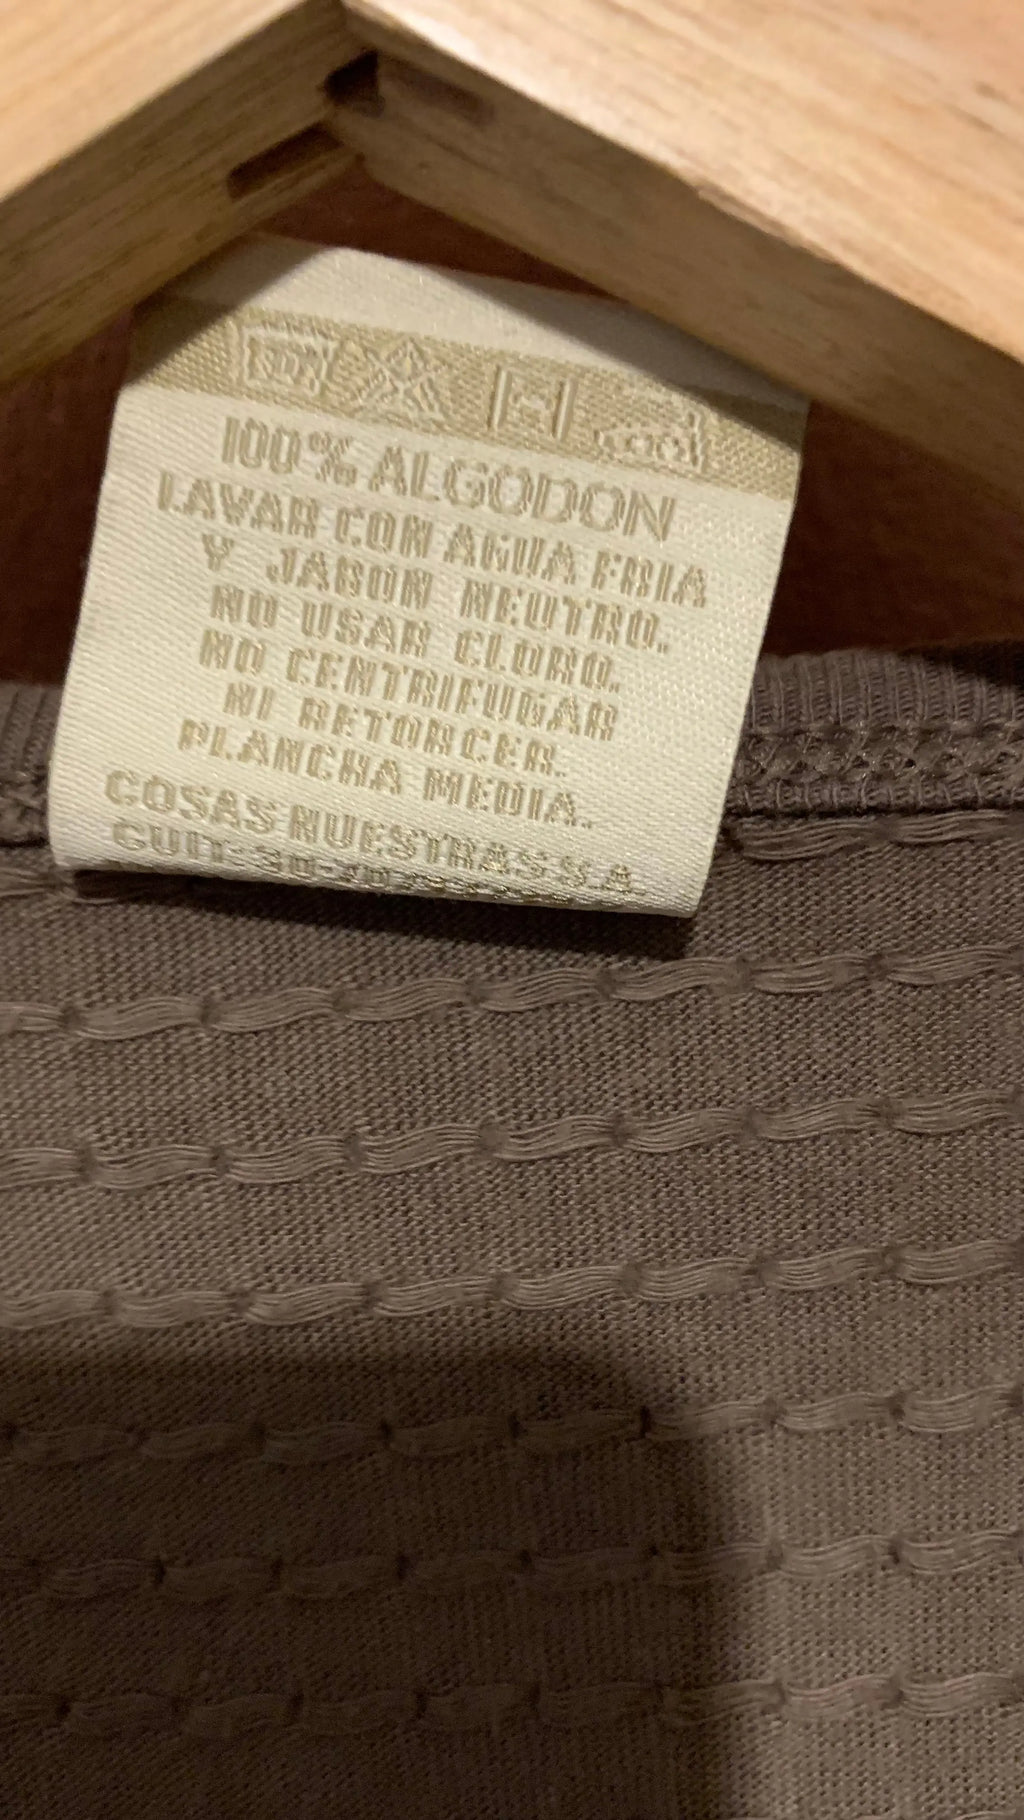 100% ALGODON
LAVAR CON AGUA FRIA
Y JABON NEUTRO.
NO USAR CLORO.
NO CENTRIFUGAR
NI RETORCER.
PLANCHA MEDIA.
COSAS NUESTRAS S.A.
CUIT: